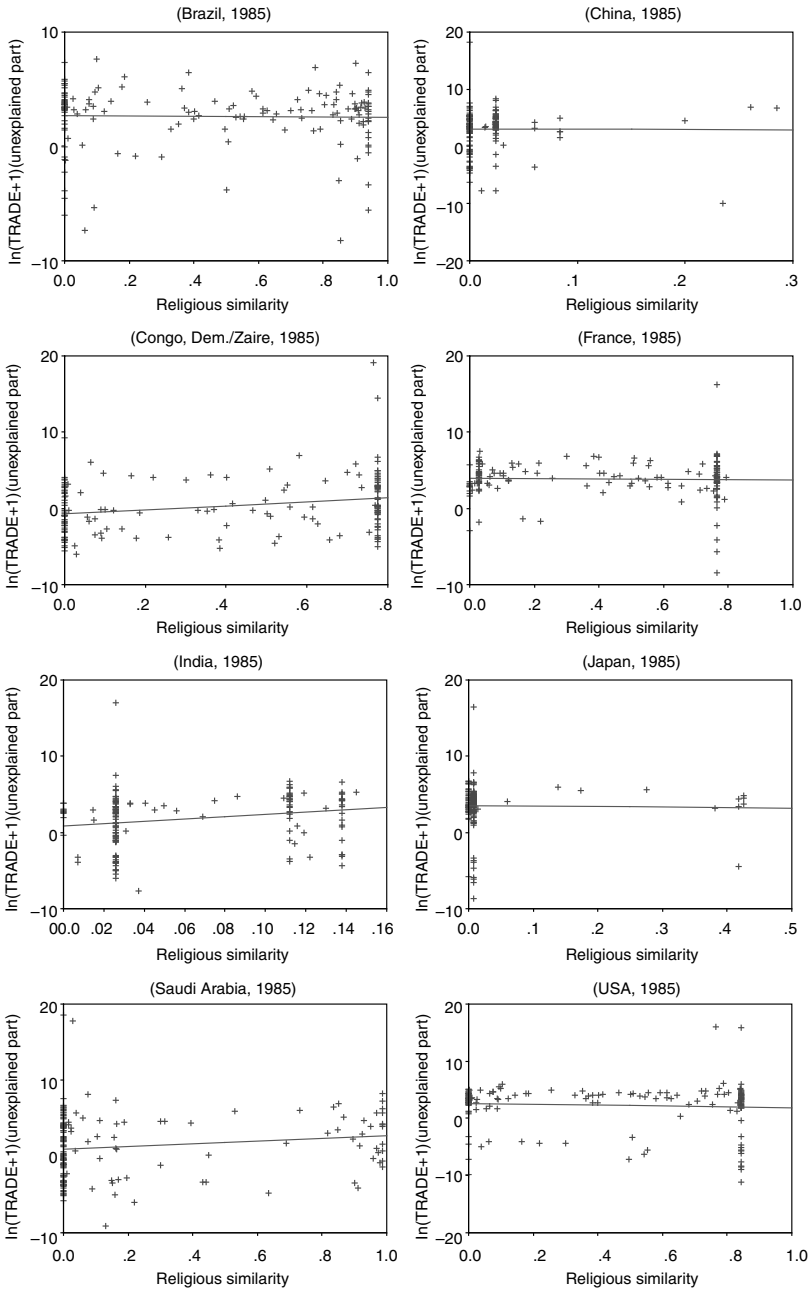 (Brazil, 1985)
ln(TRADE+1)(unexplained part)
10
0
−10
0.0 .2 .4 .6 .8 1.0
Religious similarity
(China, 1985)
ln(TRADE+1)(unexplained part)
20
10
0
−10
−20
0.0 .1 .2 .3
Religious similarity
(Congo, Dem./Zaire, 1985)
ln(TRADE+1)(unexplained part)
20
10
0
−10
0.0 .2 .4 .6 .8
Religious similarity
(France, 1985)
ln(TRADE+1)(unexplained part)
20
10
0
−10
0.0 .2 .4 .6 .8 1.0
Religious similarity
(India, 1985)
ln(TRADE+1)(unexplained part)
20
10
0
−10
00.0 .02 .04 .06 .08 .10 .12 .14 .16
Religious similarity
(Japan, 1985)
ln(TRADE+1)(unexplained part)
20
10
0
−10
0.0 .1 .2 .3 .4 .5
Religious similarity
(Saudi Arabia, 1985)
ln(TRADE+1)(unexplained part)
20
10
0
−10
0.0 .2 .4 .6 .8 1.0
Religious similarity
(USA, 1985)
ln(TRADE+1)(unexplained part)
20
10
0
−10
−20
0.0 .2 .4 .6 .8 1.0
Religious similarity